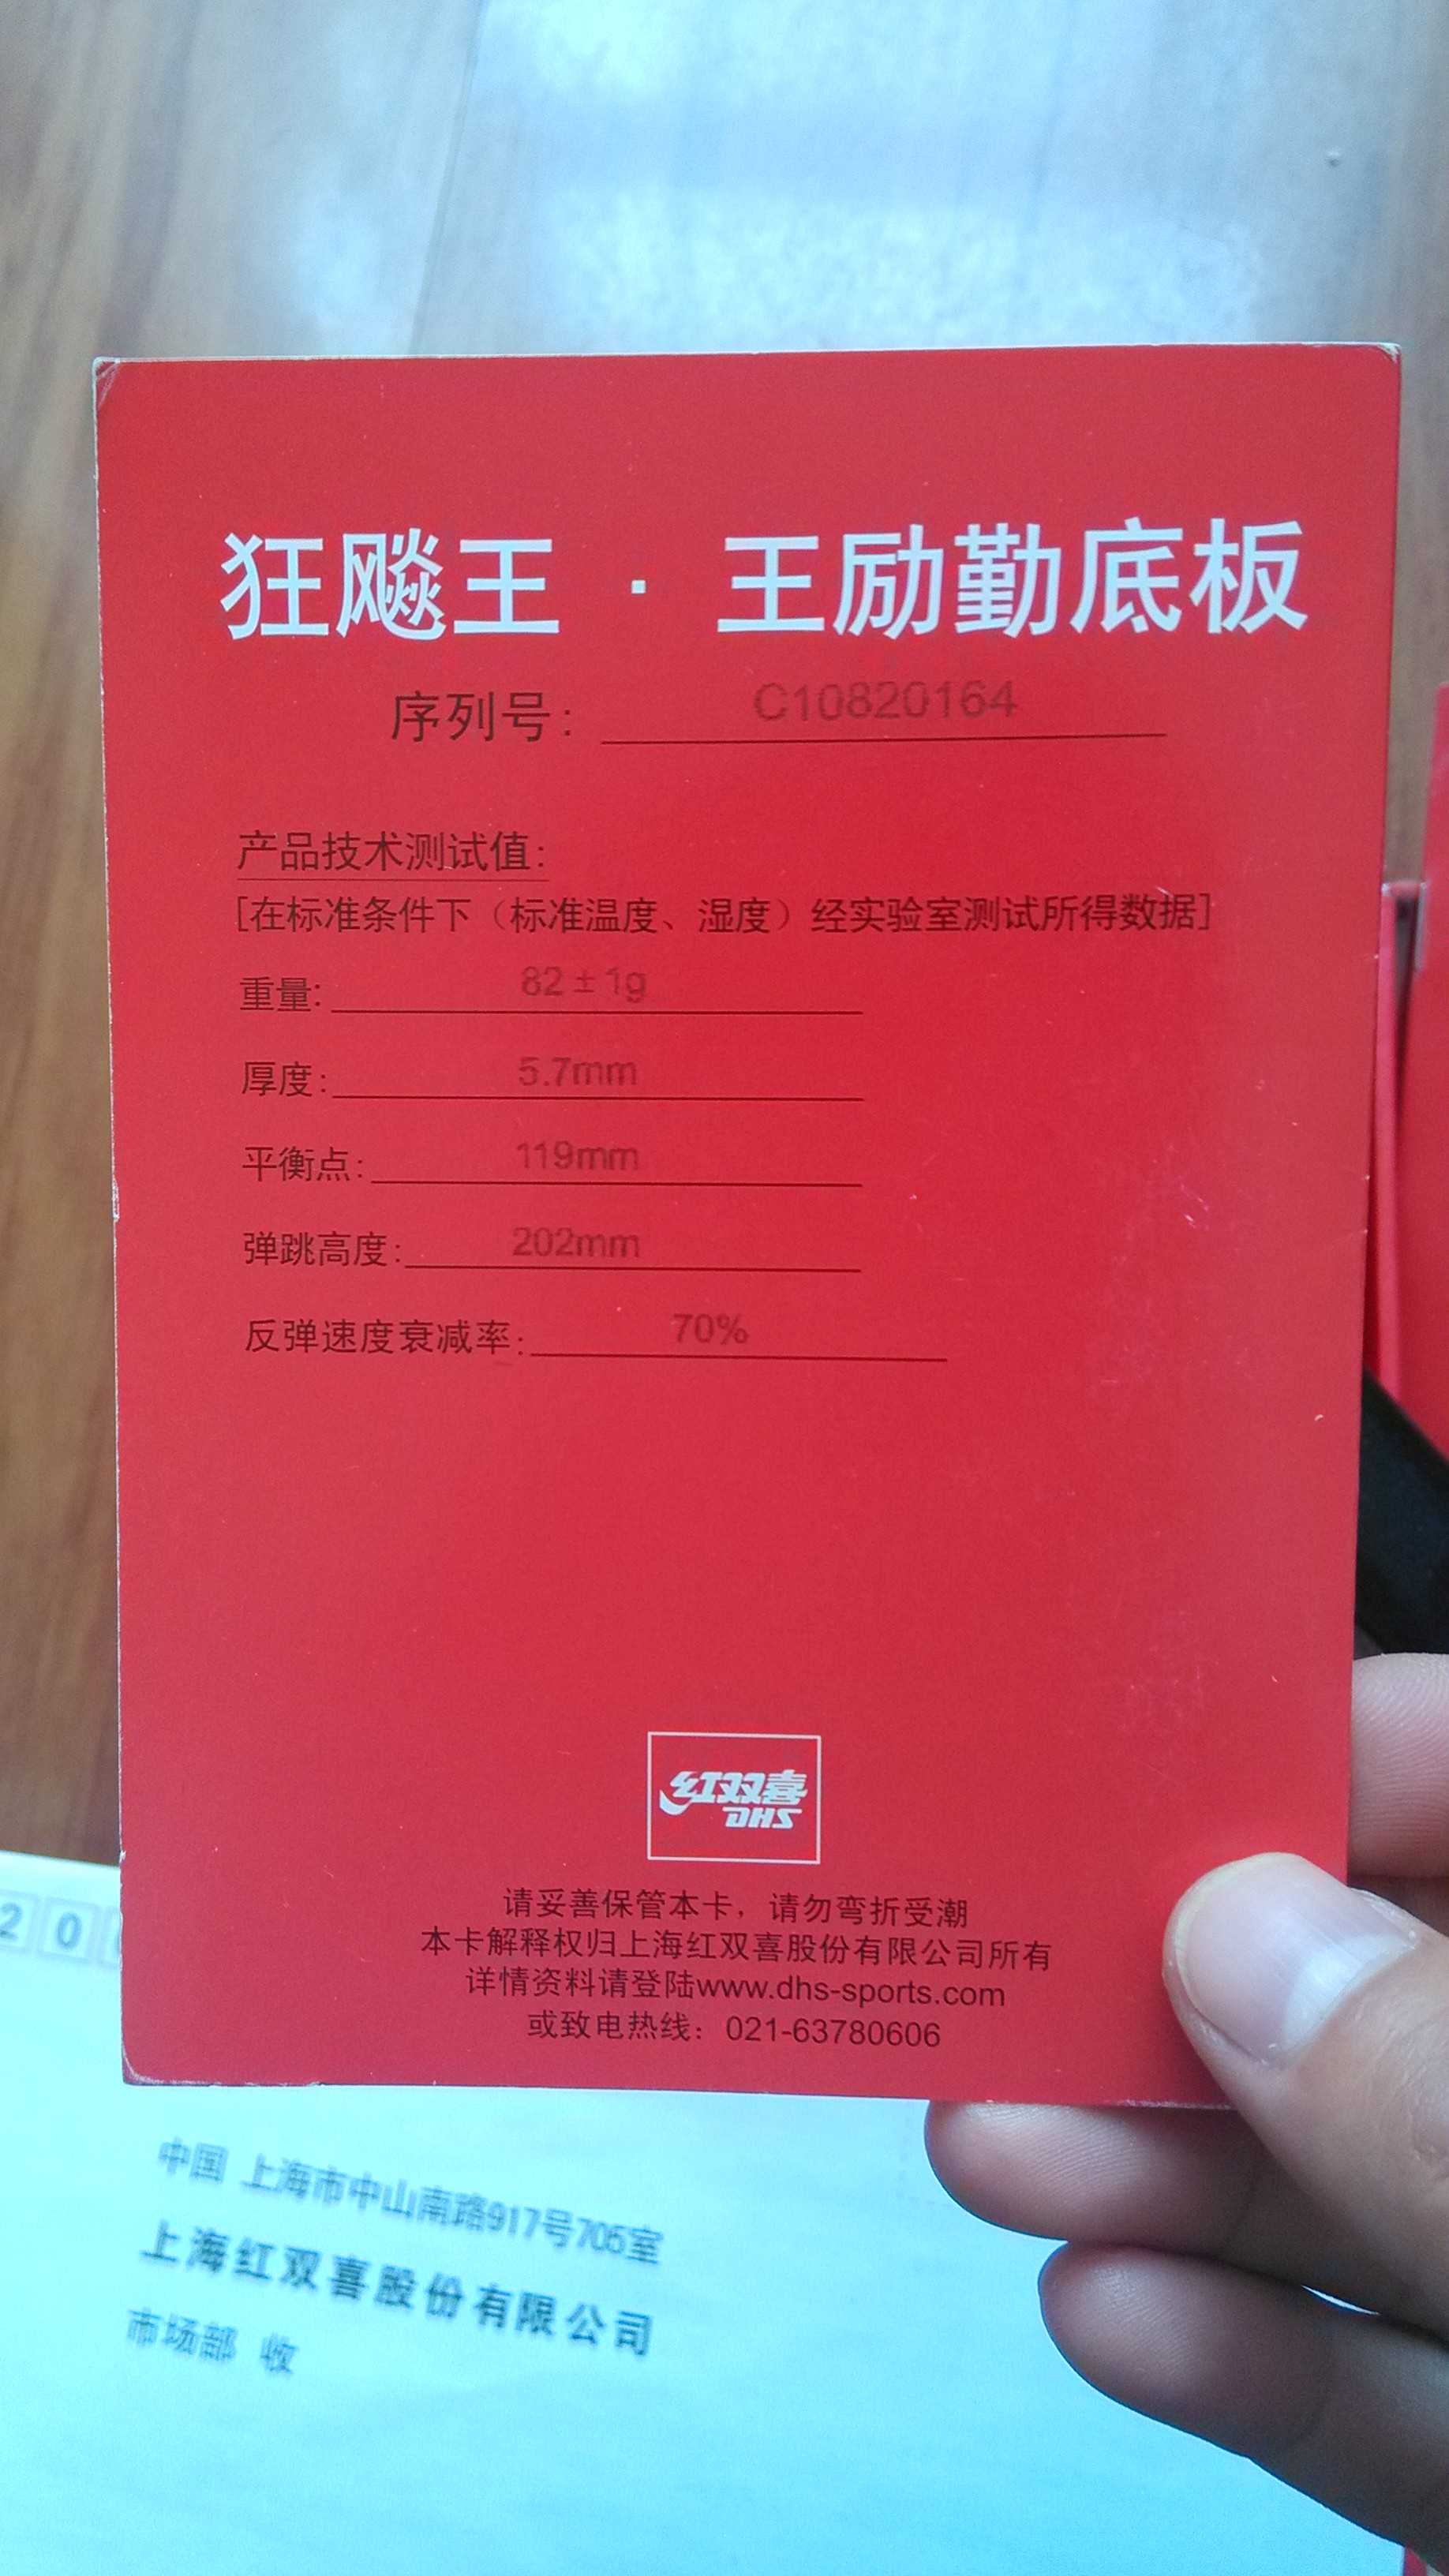 狂飚王 · 王励勤底板
序列号: C10820164
产品技术测试值:
[在标准条件下（标准温度、湿度）经实验室测试所得数据]
重量: 82±1g
厚度: 5.7mm
平衡点: 119mm
弹跳高度: 202mm
反弹速度衰减率: 70%
红双喜
DHS
请妥善保管本卡，请勿弯折受潮
本卡解释权归上海红双喜股份有限公司所有
详情资料请登陆www.dhs-sports.com
或致电热线：021-63780606
2 0
中国 上海市中山南路917号705室
上海红双喜股份有限公司
市场部 收